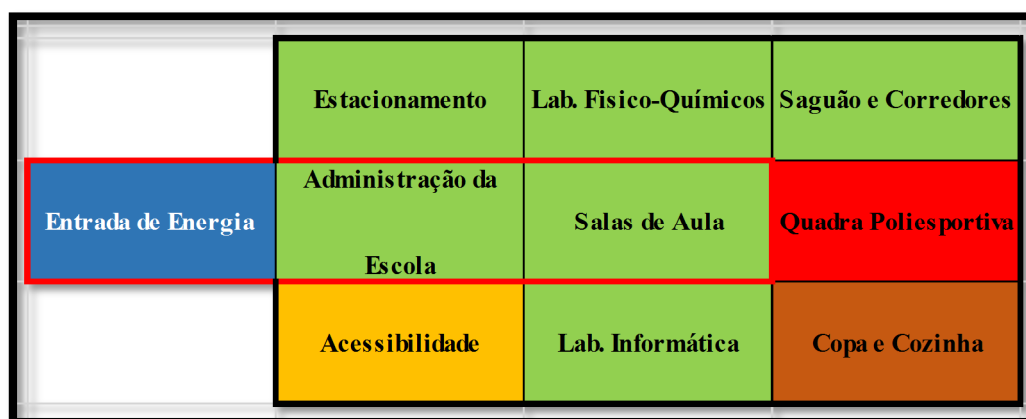 Estacionamento
Lab. Fisico-Químicos
Saguão e Corredores
Entrada de Energia
Administração da
Escola
Salas de Aula
Quadra Poliesportiva
Acessibilidade
Lab. Informática
Copa e Cozinha